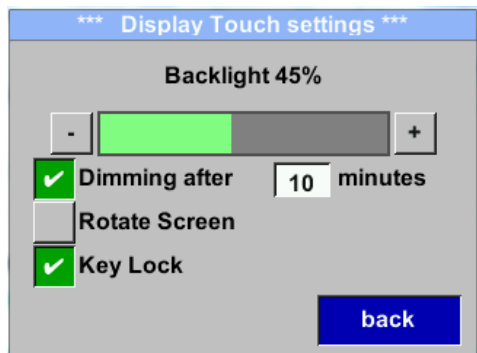 *** Display Touch settings ***
Backlight 45%
- +
Dimming after 10 minutes
Rotate Screen
Key Lock
back